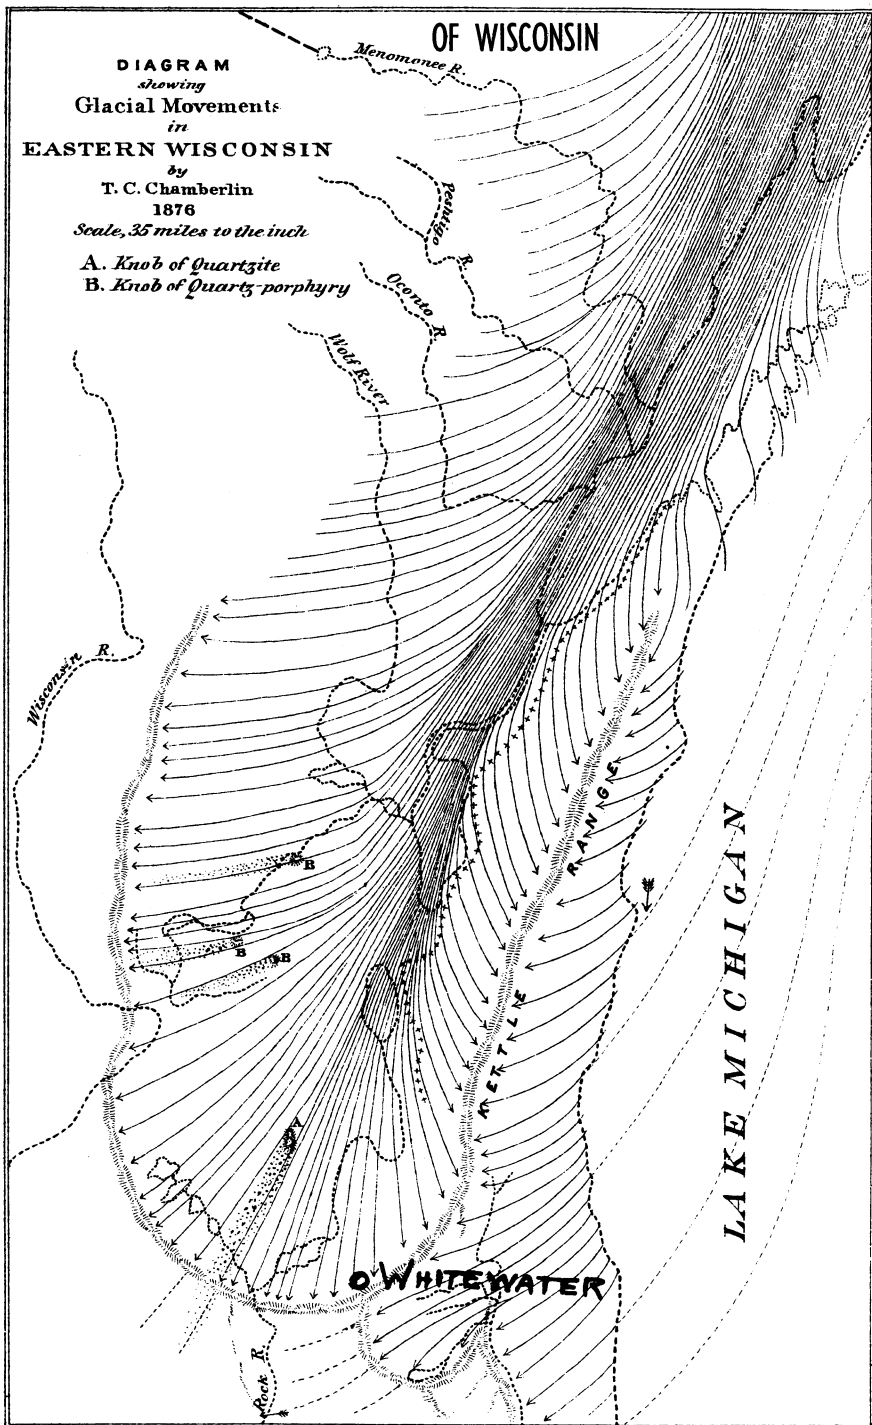 OF WISCONSIN
DIAGRAM
showing
Glacial Movements
in
EASTERN WISCONSIN
by
T. C. Chamberlin
1876
Scale, 35 miles to the inch
A. Knob of Quartzite
B. Knob of Quartz-porphyry
Menomonee R.
Peshtigo R.
Oconto R.
Wolf River
Wisconsin R.
KETTLE RANGE
LAKE MICHIGAN
B
B
B
A
WHITEWATER
Rock R.